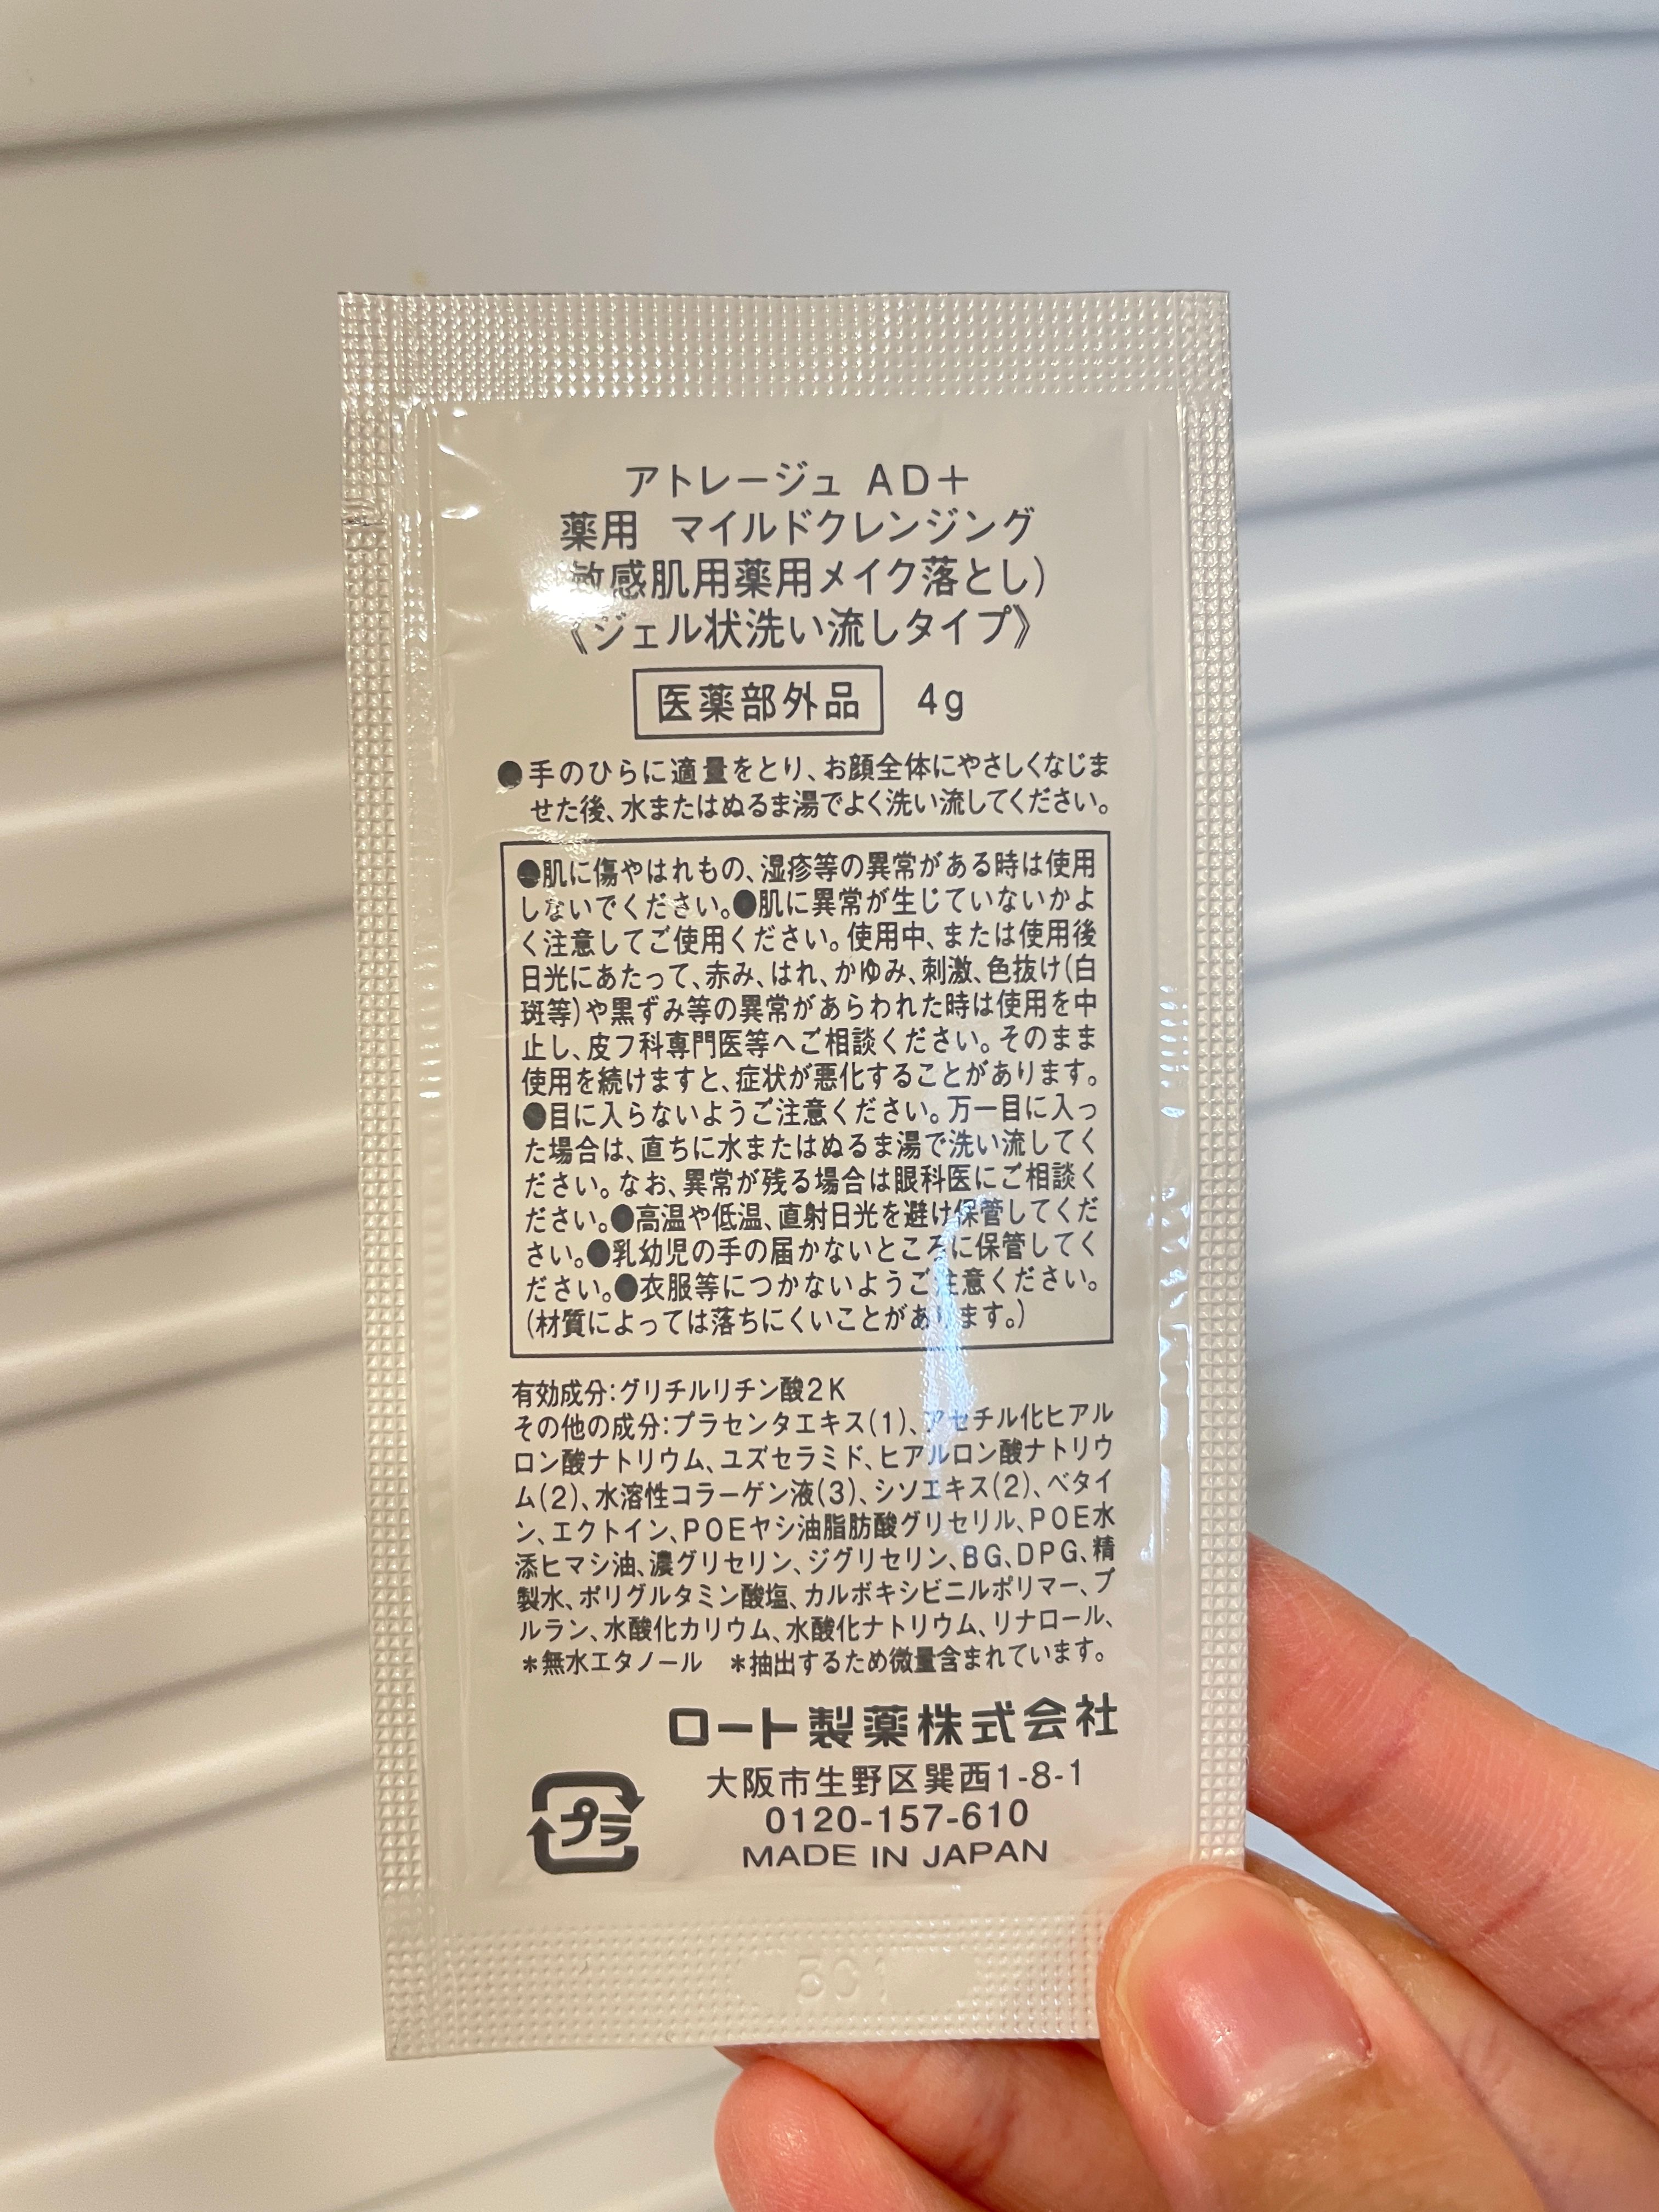 アトレージュ AD＋
薬用 マイルドクレンジング
敏感肌用薬用メイク落とし)
《ジェル状洗い流しタイプ》
医薬部外品 4g
●手のひらに適量をとり、お顔全体にやさしくなじま
せた後、水またはぬるま湯でよく洗い流してください。
●肌に傷やはれもの、湿疹等の異常がある時は使用
しないでください。●肌に異常が生じていないかよ
く注意してご使用ください。使用中、または使用後
日光にあたって、赤み、はれ、かゆみ、刺激、色抜け(白
斑等)や黒ずみ等の異常があらわれた時は使用を中
止し、皮フ科専門医等へご相談ください。そのまま
使用を続けますと、症状が悪化することがあります。
●目に入らないようご注意ください。万一目に入っ
た場合は、直ちに水またはぬるま湯で洗い流してく
ださい。なお、異常が残る場合は眼科医にご相談く
ださい。●高温や低温、直射日光を避け保管してくだ
さい。●乳幼児の手の届かないところに保管してく
ださい。●衣服等につかないようご注意ください。
(材質によっては落ちにくいことがあります。)
有効成分:グリチルリチン酸2K
その他の成分:プラセンタエキス(1)、アセチル化ヒアル
ロン酸ナトリウム、ユズセラミド、ヒアルロン酸ナトリウ
ム(2)、水溶性コラーゲン液(3)、シソエキス(2)、ベタイ
ン、エクトイン、POEヤシ油脂肪酸グリセリル、POE水
添ヒマシ油、濃グリセリン、ジグリセリン、BG、DPG、精
製水、ポリグルタミン酸塩、カルボキシビニルポリマー、プ
ルラン、水酸化カリウム、水酸化ナトリウム、リナロール、
＊無水エタノール ＊抽出するため微量含まれています。
ロート製薬株式会社
大阪市生野区巽西1-8-1
0120-157-610
MADE IN JAPAN
プラ